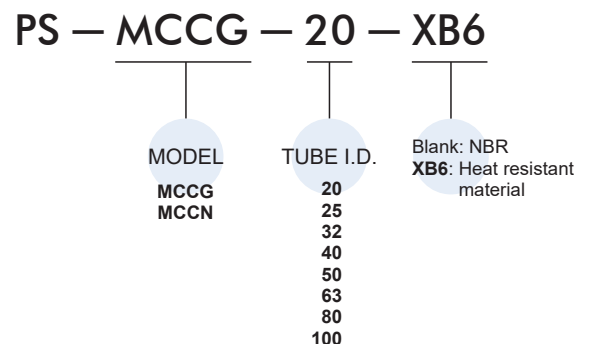 PS — MCCG — 20 — XB6
MODEL
MCCG
MCCN
TUBE I.D.
20
25
32
40
50
63
80
100
Blank: NBR
XB6: Heat resistant
material